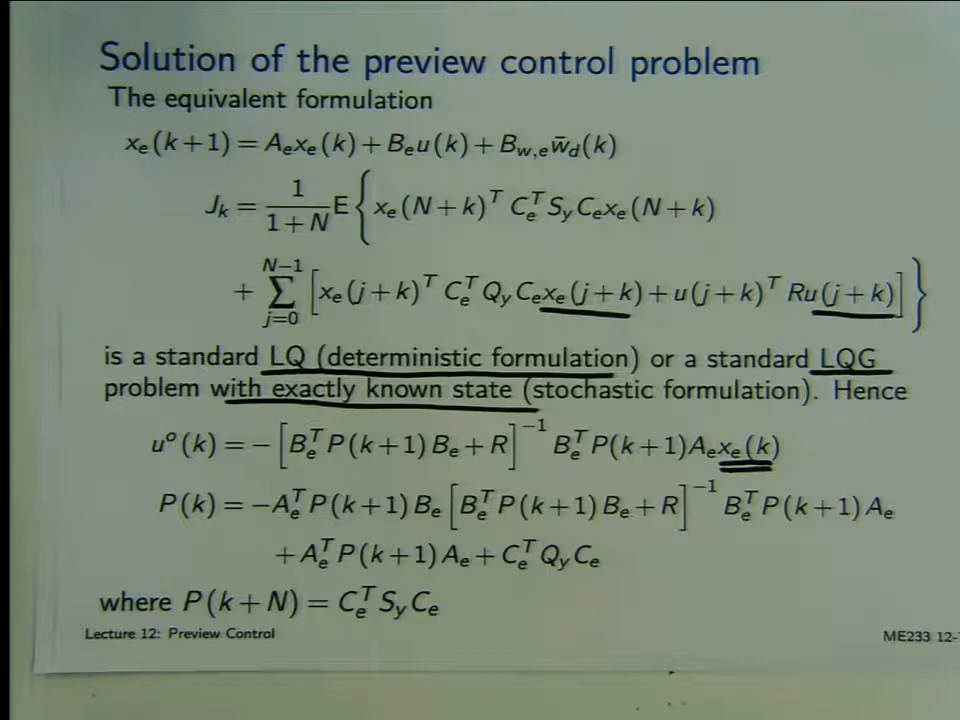 Solution of the preview control problem
The equivalent formulation
x_e(k+1) = A_e x_e(k) + B_e u(k) + B_{w,e} w̄_d(k)
J_k = \frac{1}{1+N} E { x_e(N+k)^T C_e^T S_y C_e x_e(N+k)
+ \sum_{j=0}^{N-1} [ x_e(j+k)^T C_e^T Q_y C_e x_e(j+k) + u(j+k)^T R u(j+k) ] }
is a standard LQ (deterministic formulation) or a standard LQG
problem with exactly known state (stochastic formulation). Hence
u^o(k) = − [ B_e^T P(k+1) B_e + R ]^{−1} B_e^T P(k+1) A_e x_e(k)
P(k) = −A_e^T P(k+1) B_e [ B_e^T P(k+1) B_e + R ]^{−1} B_e^T P(k+1) A_e
+ A_e^T P(k+1) A_e + C_e^T Q_y C_e
where P(k+N) = C_e^T S_y C_e
Lecture 12: Preview Control
ME233 12-